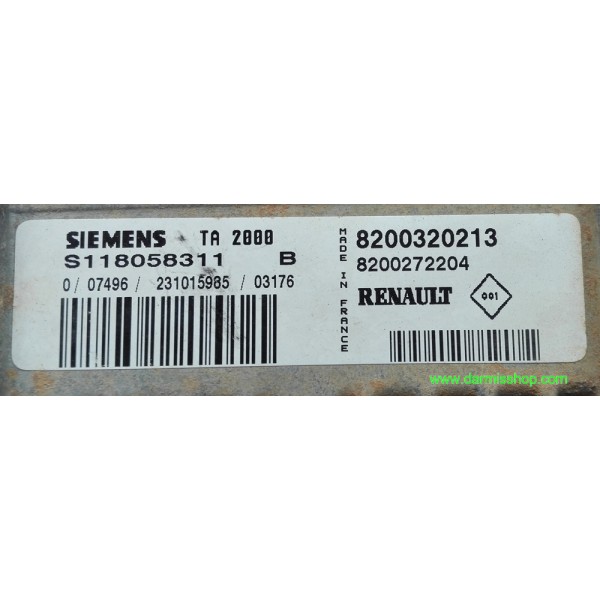 SIEMENS TA 2000
S118058311 B
0/ 07496/ 231015985/ 03176
MADE IN FRANCE
8200320213
8200272204
RENAULT 001
www.darmisshop.com